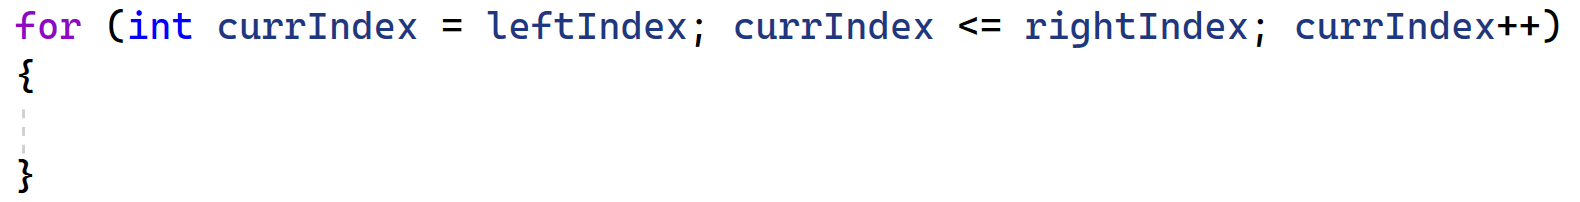 for (int currIndex = leftIndex; currIndex <= rightIndex; currIndex++)
{
}